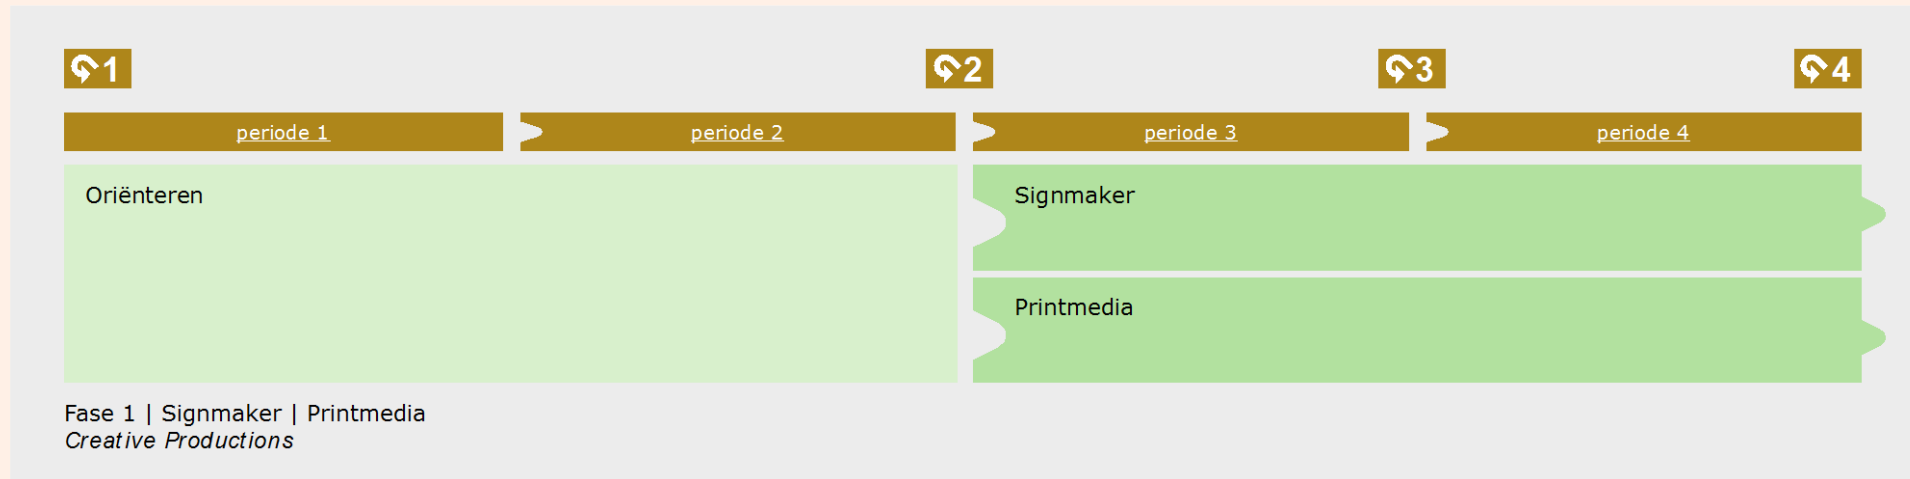 1 2 3 4
periode 1 periode 2 periode 3 periode 4
Oriënteren
Signmaker
Printmedia
Fase 1 | Signmaker | Printmedia
Creative Productions